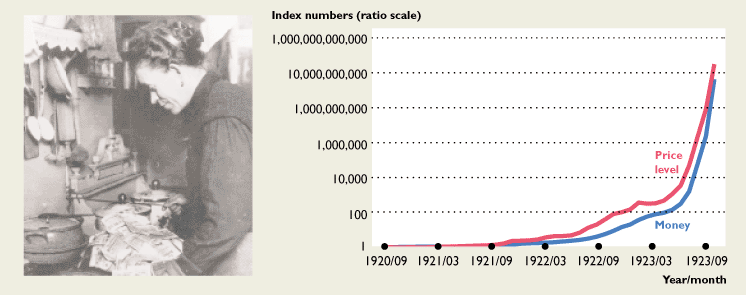 Index numbers (ratio scale)
1,000,000,000,000
10,000,000,000
1,000,000,000
1,000,000
10,000
100
1
Price
level
Money
1920/09
1921/03
1921/09
1922/03
1922/09
1923/03
1923/09
Year/month